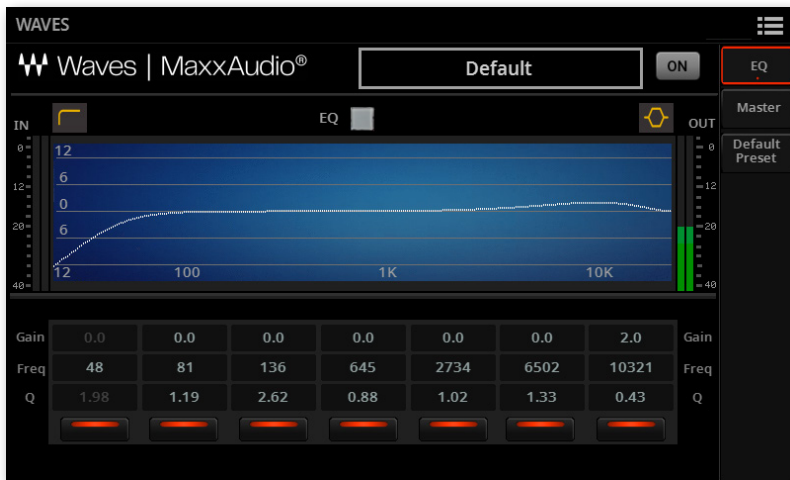 WAVES
Waves | MaxxAudio®
Default
ON
EQ
Master
Default
Preset
EQ
IN
OUT
0
12
20
40
12
6
0
6
12
12
100
1K
10K
0
12
20
40
Gain 0.0 0.0 0.0 0.0 0.0 0.0 2.0 Gain
Freq 48 81 136 645 2734 6502 10321 Freq
Q 1.98 1.19 2.62 0.88 1.02 1.33 0.43 Q